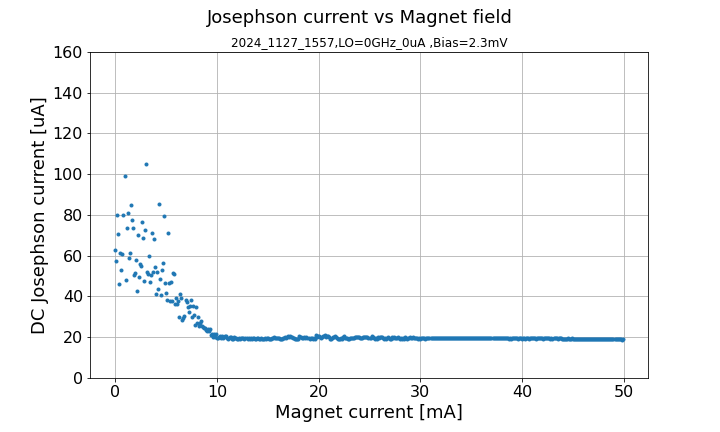 Josephson current vs Magnet field
2024_1127_1557,LO=0GHz_0uA ,Bias=2.3mV
160
140
120
100
80
60
40
20
0
DC Josephson current [uA]
0 10 20 30 40 50
Magnet current [mA]